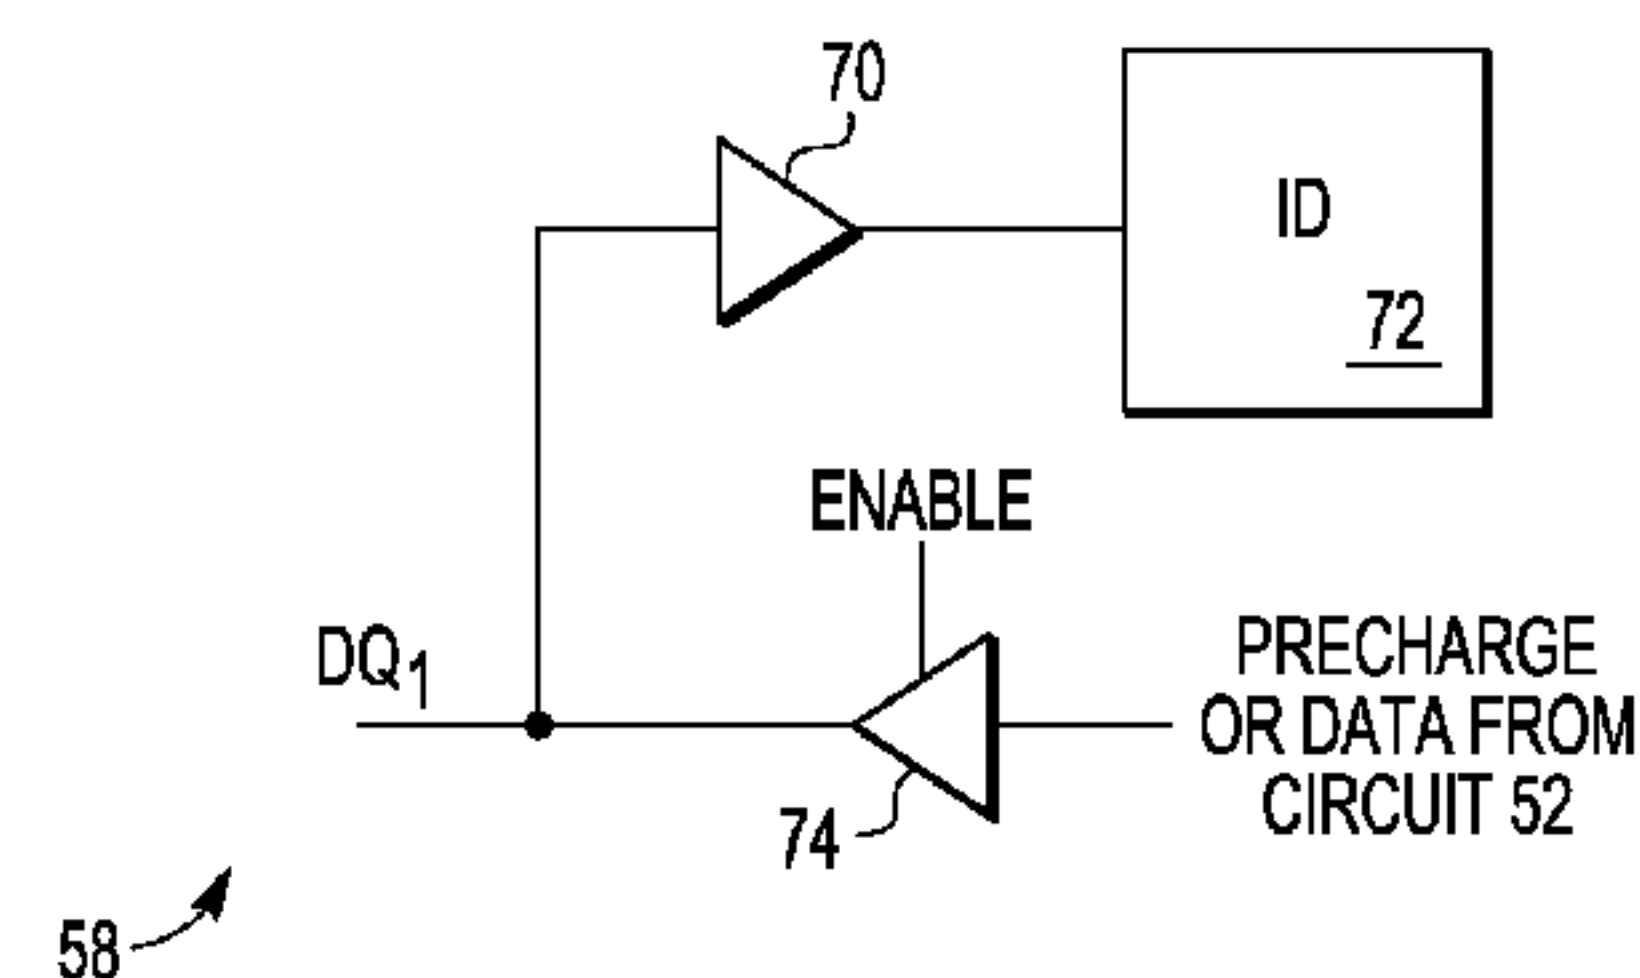 70
ID
72
ENABLE
DQ1
PRECHARGE
OR DATA FROM
CIRCUIT 52
74
58